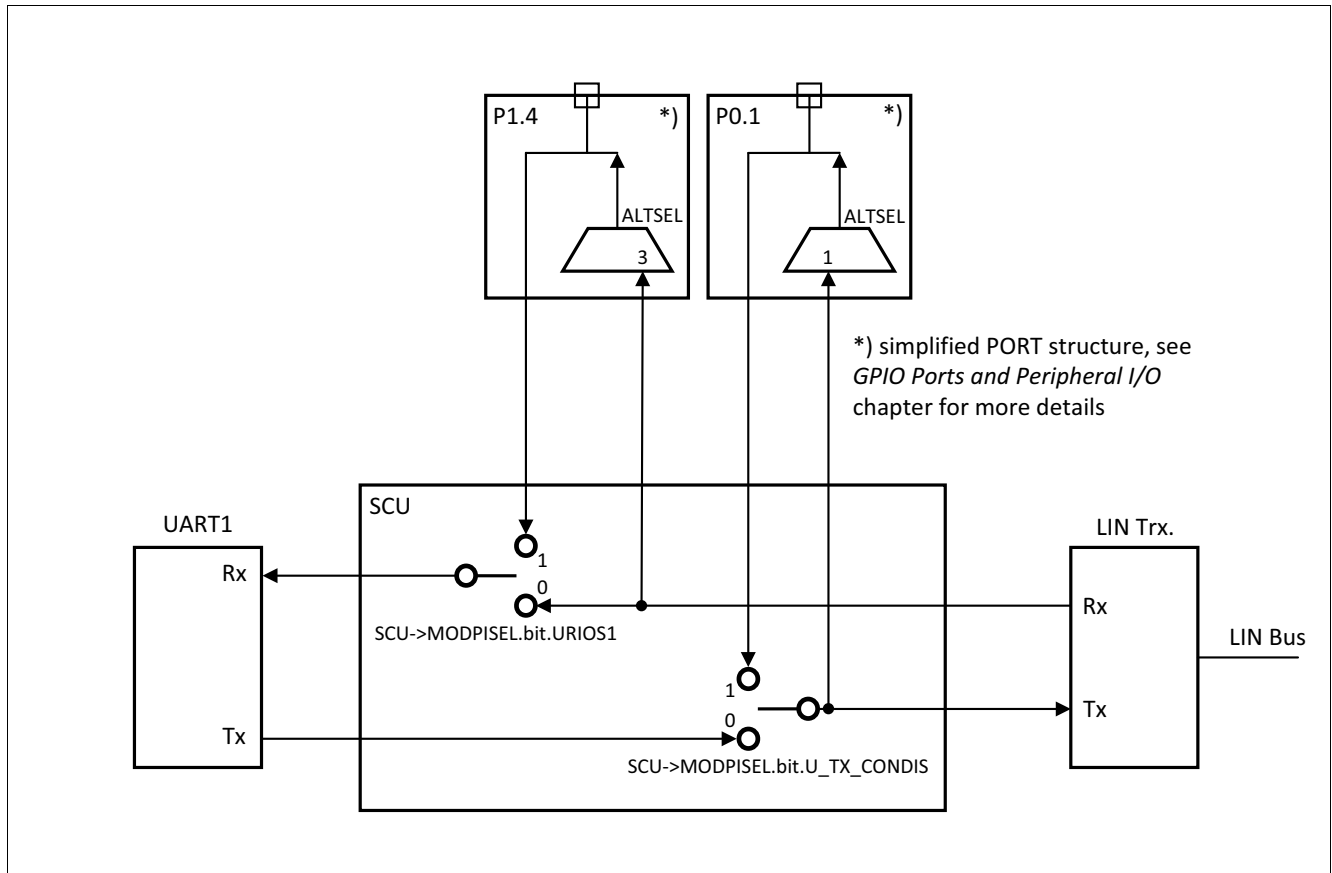 P1.4 *)
P0.1 *)
ALTSEL
ALTSEL
3
1
*) simplified PORT structure, see
GPIO Ports and Peripheral I/O
chapter for more details
SCU
UART1
LIN Trx.
Rx
1
0
Rx
SCU->MODPISEL.bit.URIOS1
LIN Bus
1
0
Tx
Tx
SCU->MODPISEL.bit.U_TX_CONDIS